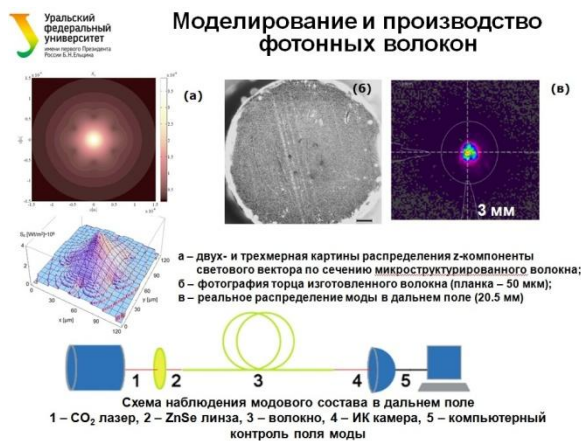 Уральский
федеральный
университет
имени первого Президента
России Б.Н.Ельцина
Моделирование и производство
фотонных волокон
(а)
(б)
(в)
3 мм
x [μm]
y [μm]
а – двух- и трехмерная картины распределения z-компоненты
светового вектора по сечению микроструктурированного волокна;
б – фотография торца изготовленного волокна (планка – 50 мкм);
в – реальное распределение моды в дальнем поле (20.5 мм)
1 2 3 4 5
Схема наблюдения модового состава в дальнем поле
1 – CO₂ лазер, 2 – ZnSe линза, 3 – волокно, 4 – ИК камера, 5 – компьютерный
контроль поля моды